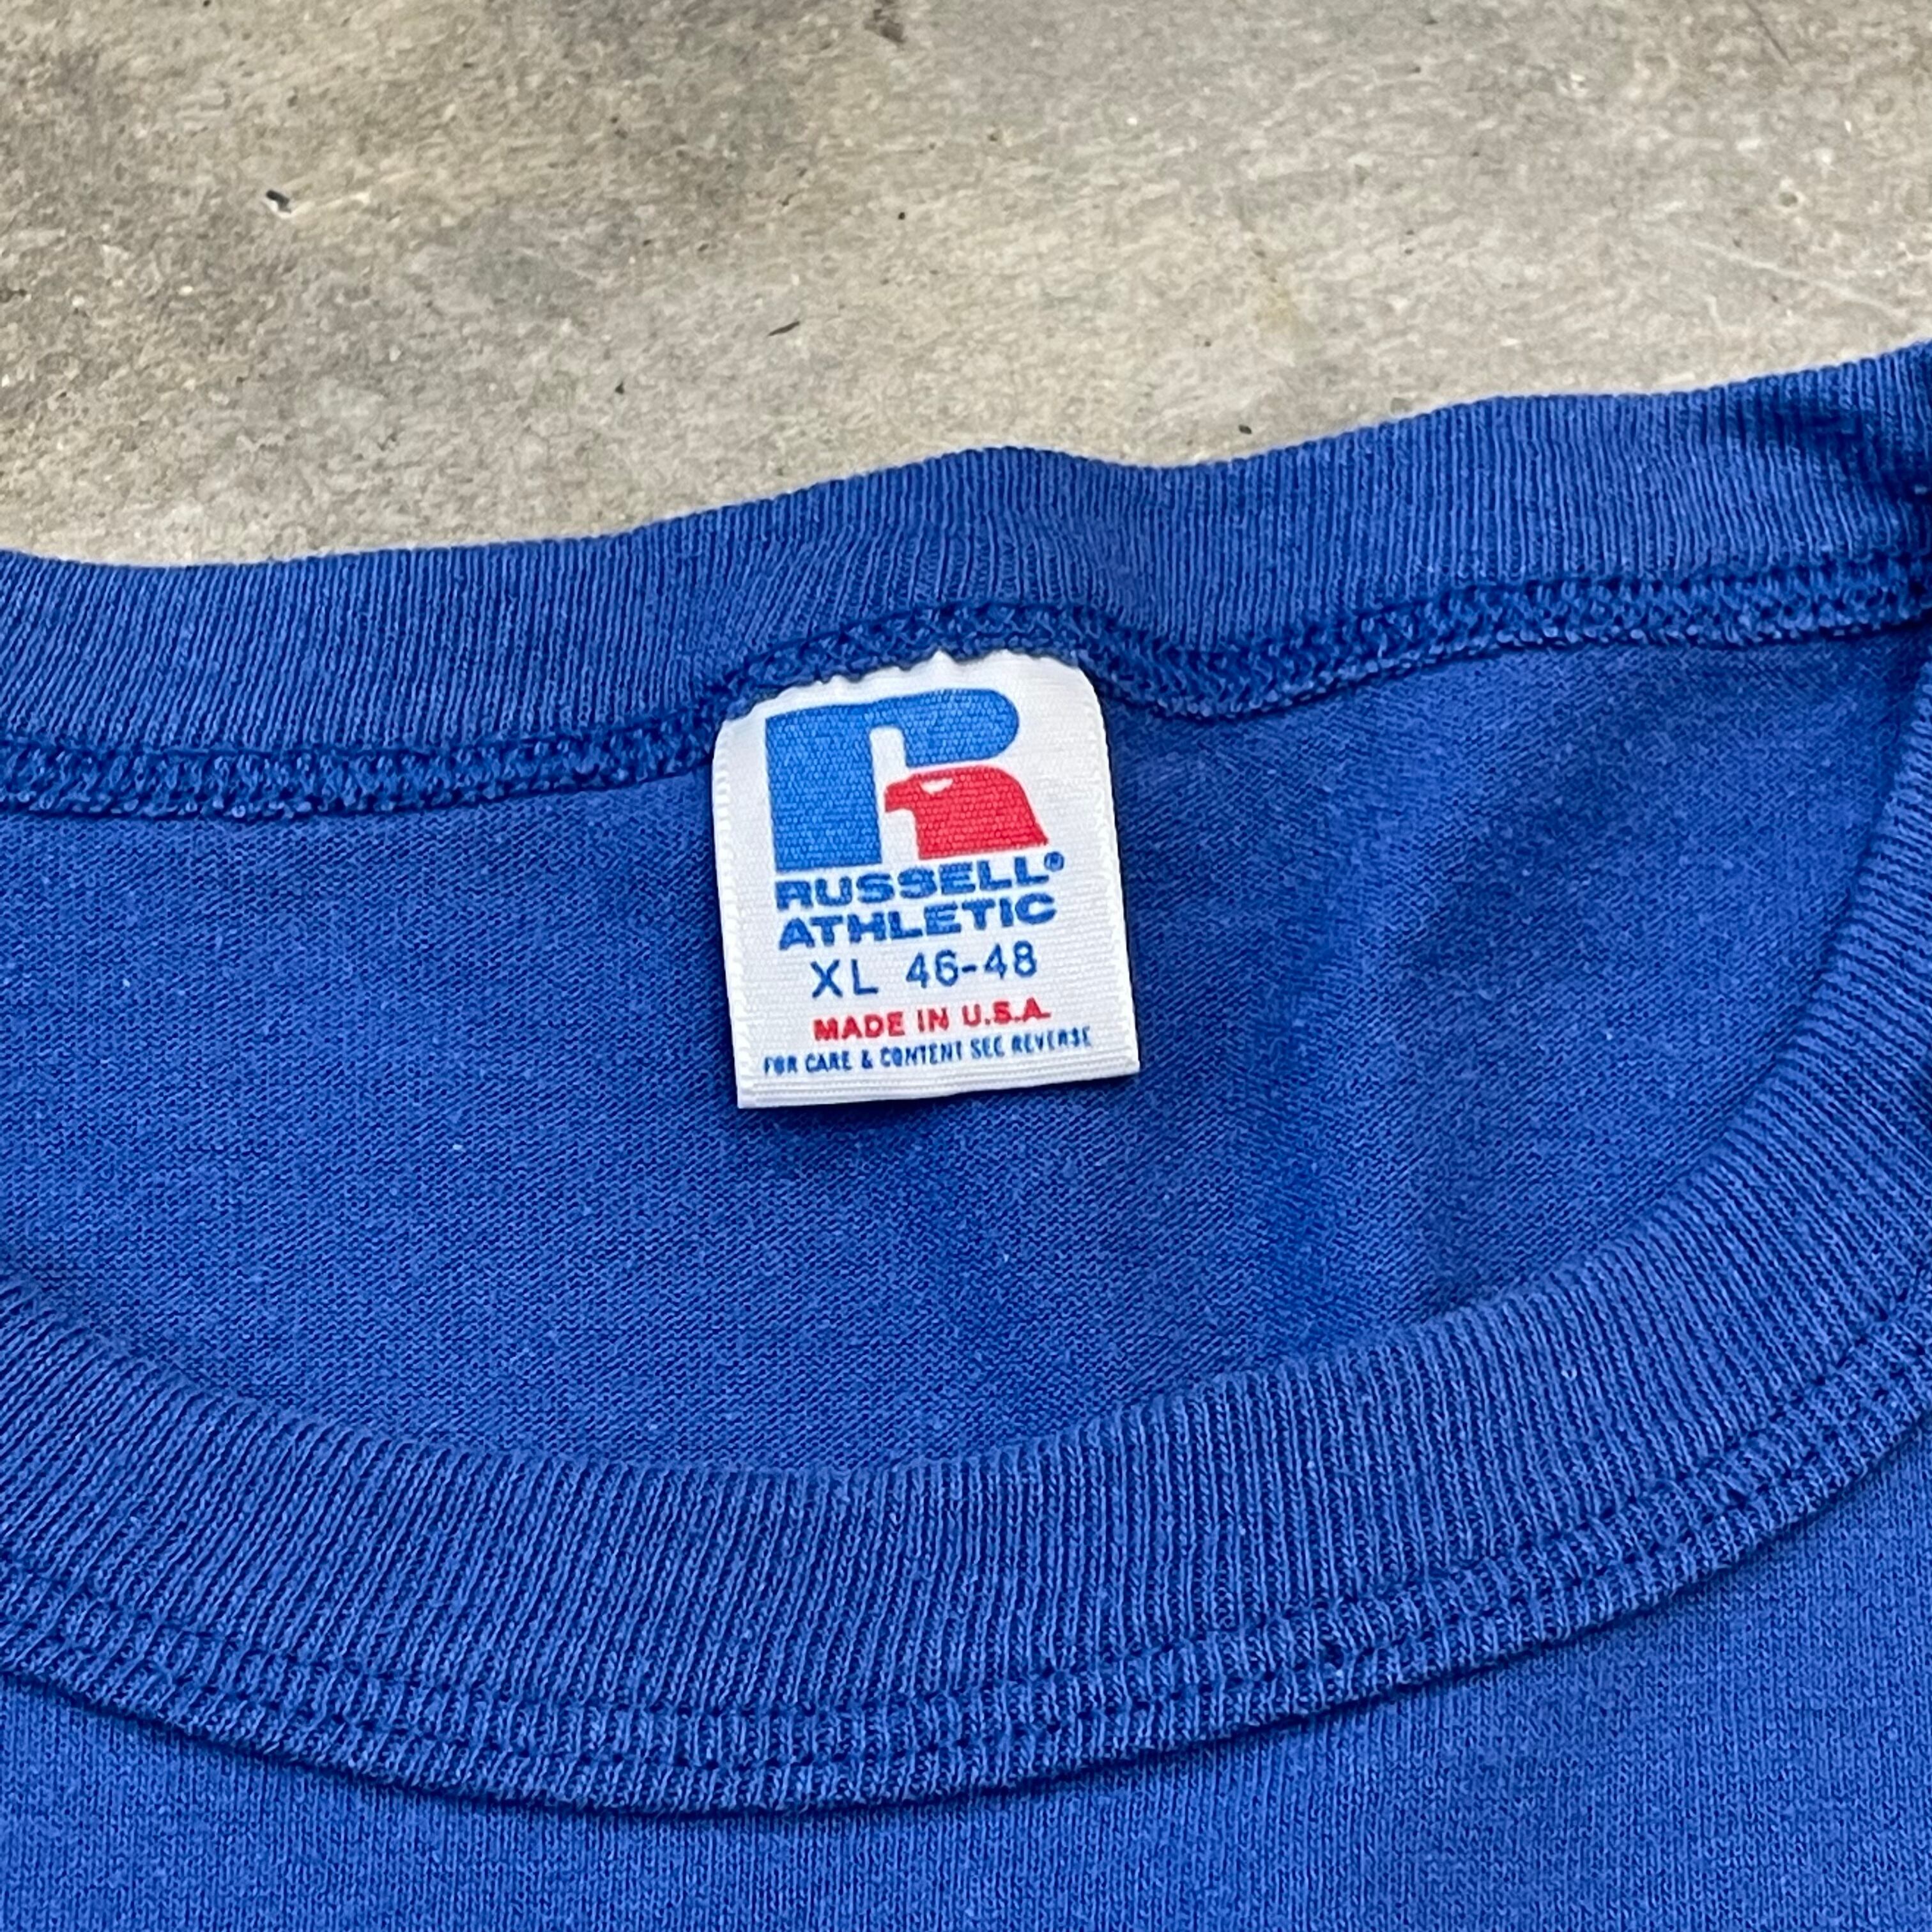 RUSSELL®
ATHLETIC
XL 46-48
MADE IN U.S.A.
FOR CARE & CONTENT SEE REVERSE